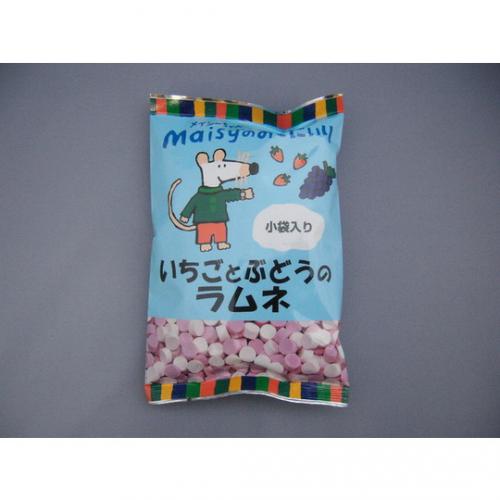 メイシーちゃん
Maisyのおきにいり
小袋入り
いちごとぶどうの
ラムネ